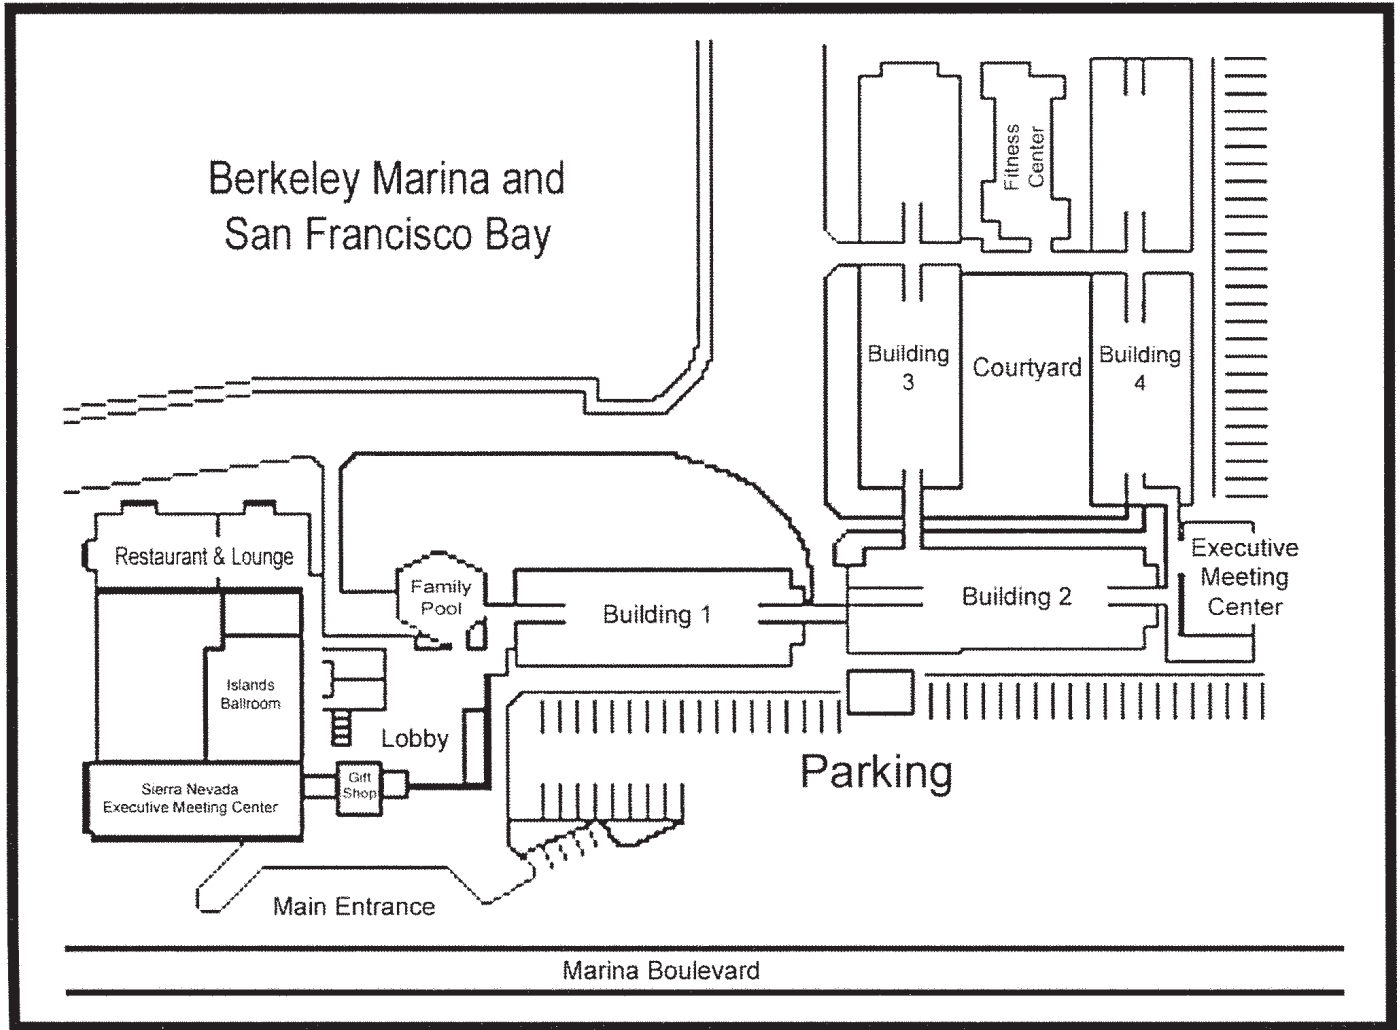 Berkeley Marina and
San Francisco Bay
Fitness
Center
Building
3
Courtyard
Building
4
Restaurant & Lounge
Family
Pool
Building 1
Building 2
Executive
Meeting
Center
Islands
Ballroom
Lobby
Sierra Nevada
Executive Meeting Center
Gift
Shop
Parking
Main Entrance
Marina Boulevard